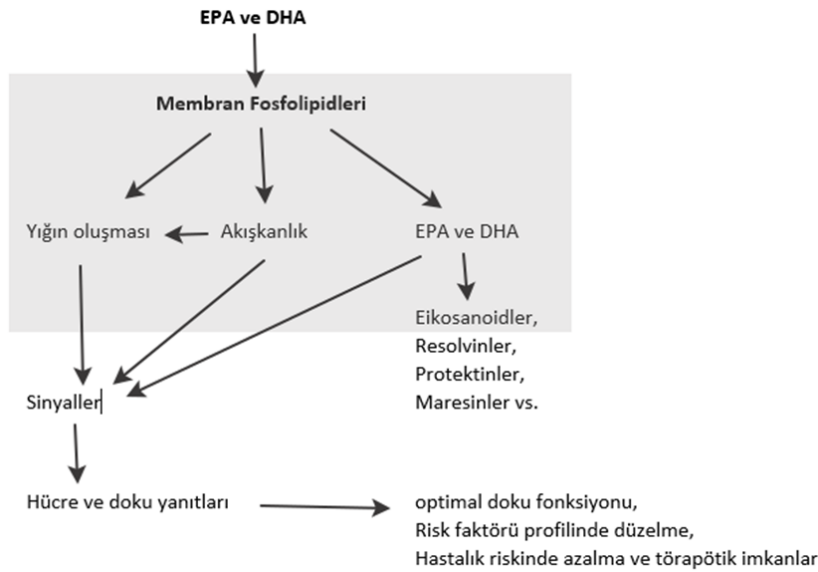 EPA ve DHA
Membran Fosfolipidleri
Yığın oluşması
Akışkanlık
EPA ve DHA
Eikosanoidler,
Resolvinler,
Protektinler,
Maresinler vs.
Sinyaller
Hücre ve doku yanıtları
optimal doku fonksiyonu,
Risk faktörü profilinde düzelme,
Hastalık riskinde azalma ve törapötik imkanlar